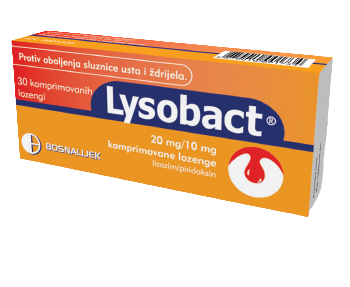 Protiv oboljenja sluznice usta i ždrijela.
30 komprimovanih
lozengi
Lysobact®
20 mg/10 mg
komprimovane lozenge
lizozim/piridoksin
BOSNALIJEK